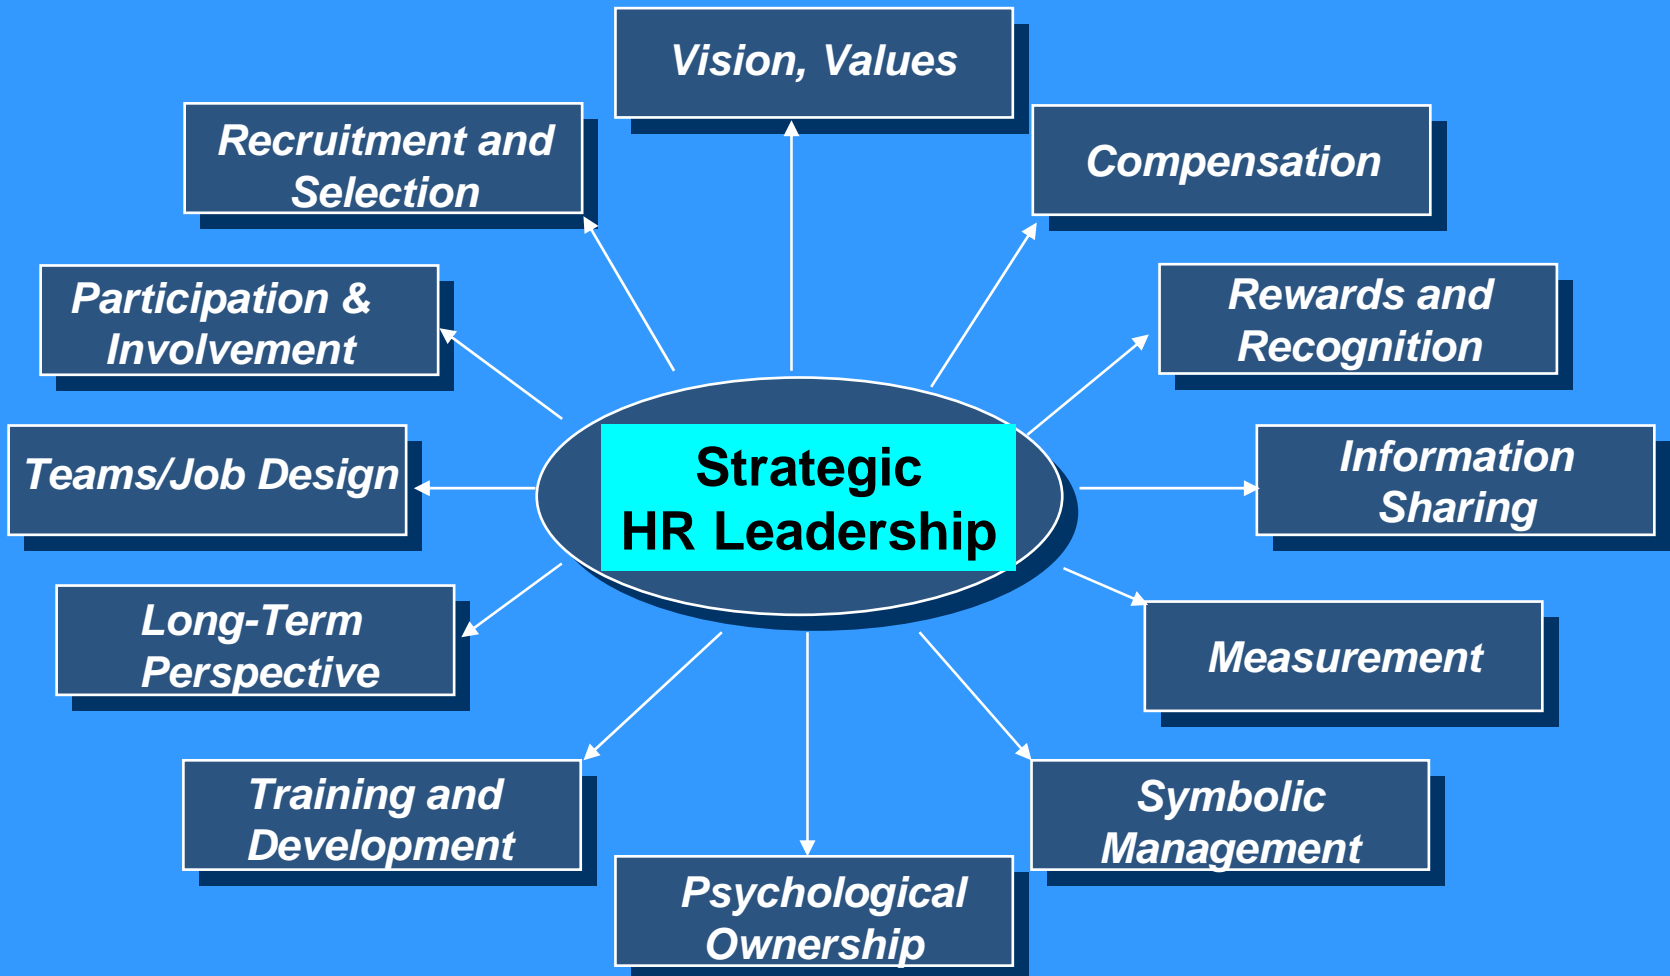 Vision, Values
Recruitment and
Selection
Compensation
Participation &
Involvement
Rewards and
Recognition
Teams/Job Design
Strategic
HR Leadership
Information
Sharing
Long-Term
Perspective
Measurement
Training and
Development
Symbolic
Management
Psychological
Ownership